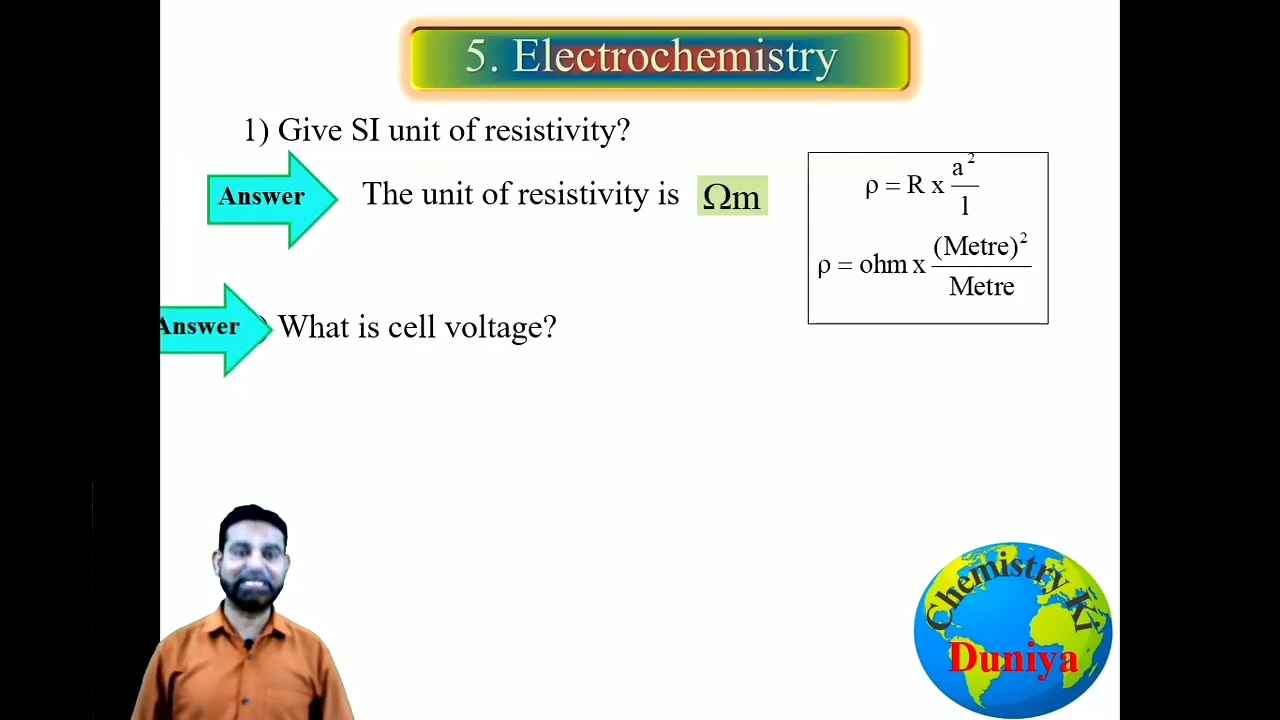 5. Electrochemistry
1) Give SI unit of resistivity?
Answer
The unit of resistivity is Ωm
ρ = R x a²/l
ρ = ohm x (Metre)²/Metre
Answer
) What is cell voltage?
Chemistry Ki
Duniya